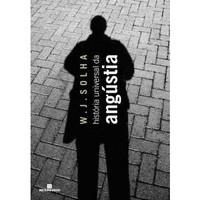 W. J. SOLHA
história universal da
angústia